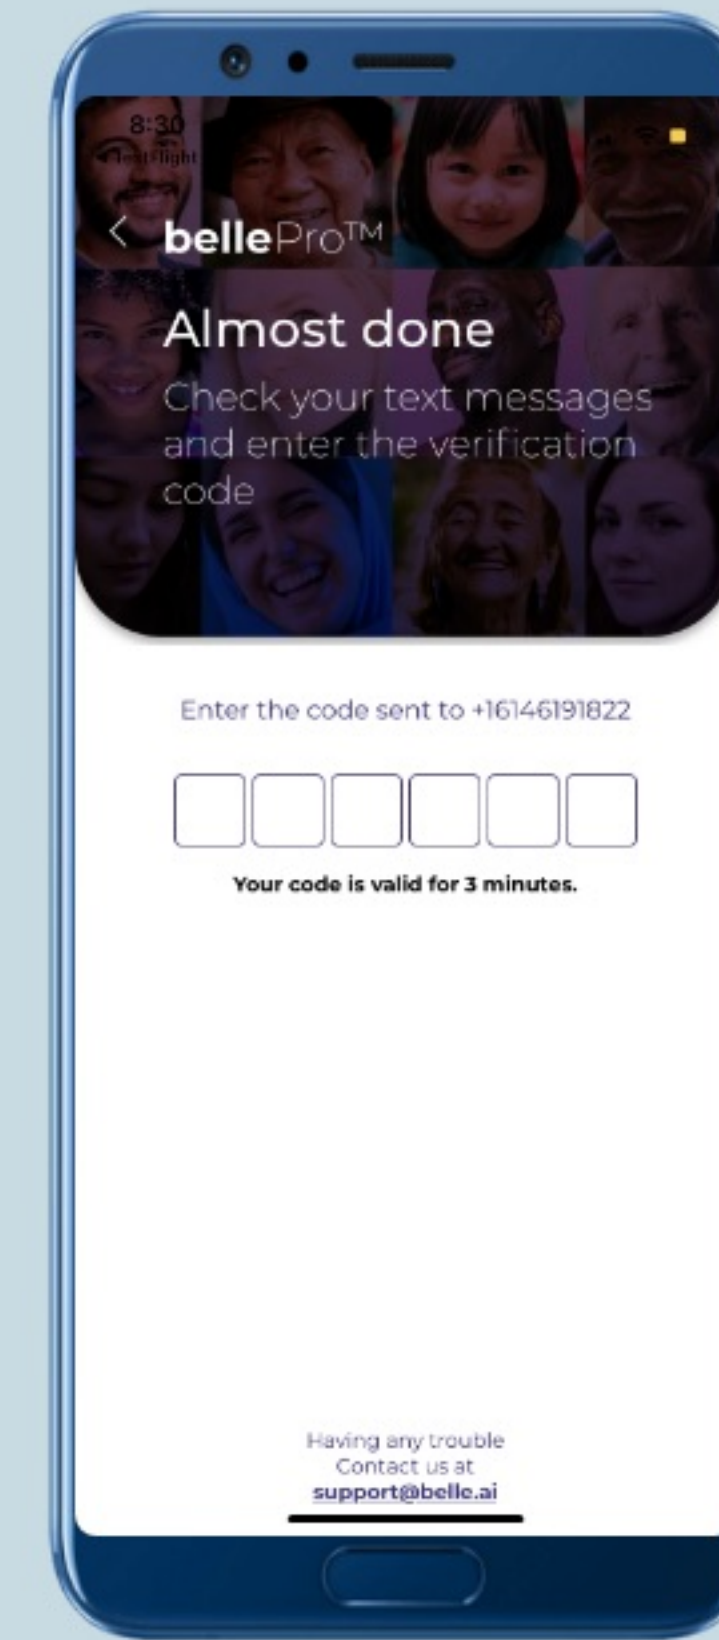 8:30
TestFlight
bellePro™
Almost done
Check your text messages
and enter the verification
code
Enter the code sent to +16146191822
Your code is valid for 3 minutes.
Having any trouble
Contact us at
support@belle.ai